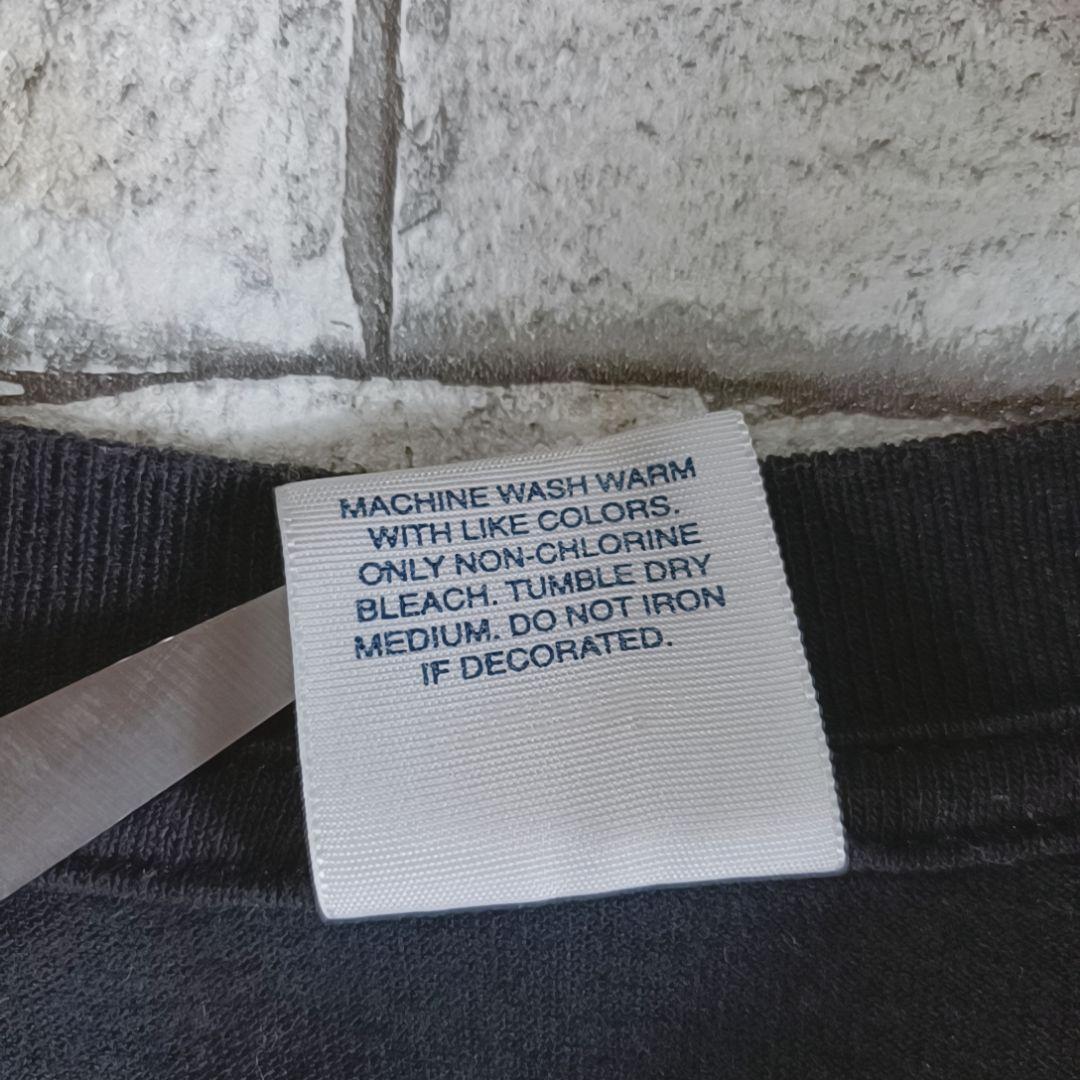 MACHINE WASH WARM
WITH LIKE COLORS.
ONLY NON-CHLORINE
BLEACH. TUMBLE DRY
MEDIUM. DO NOT IRON
IF DECORATED.